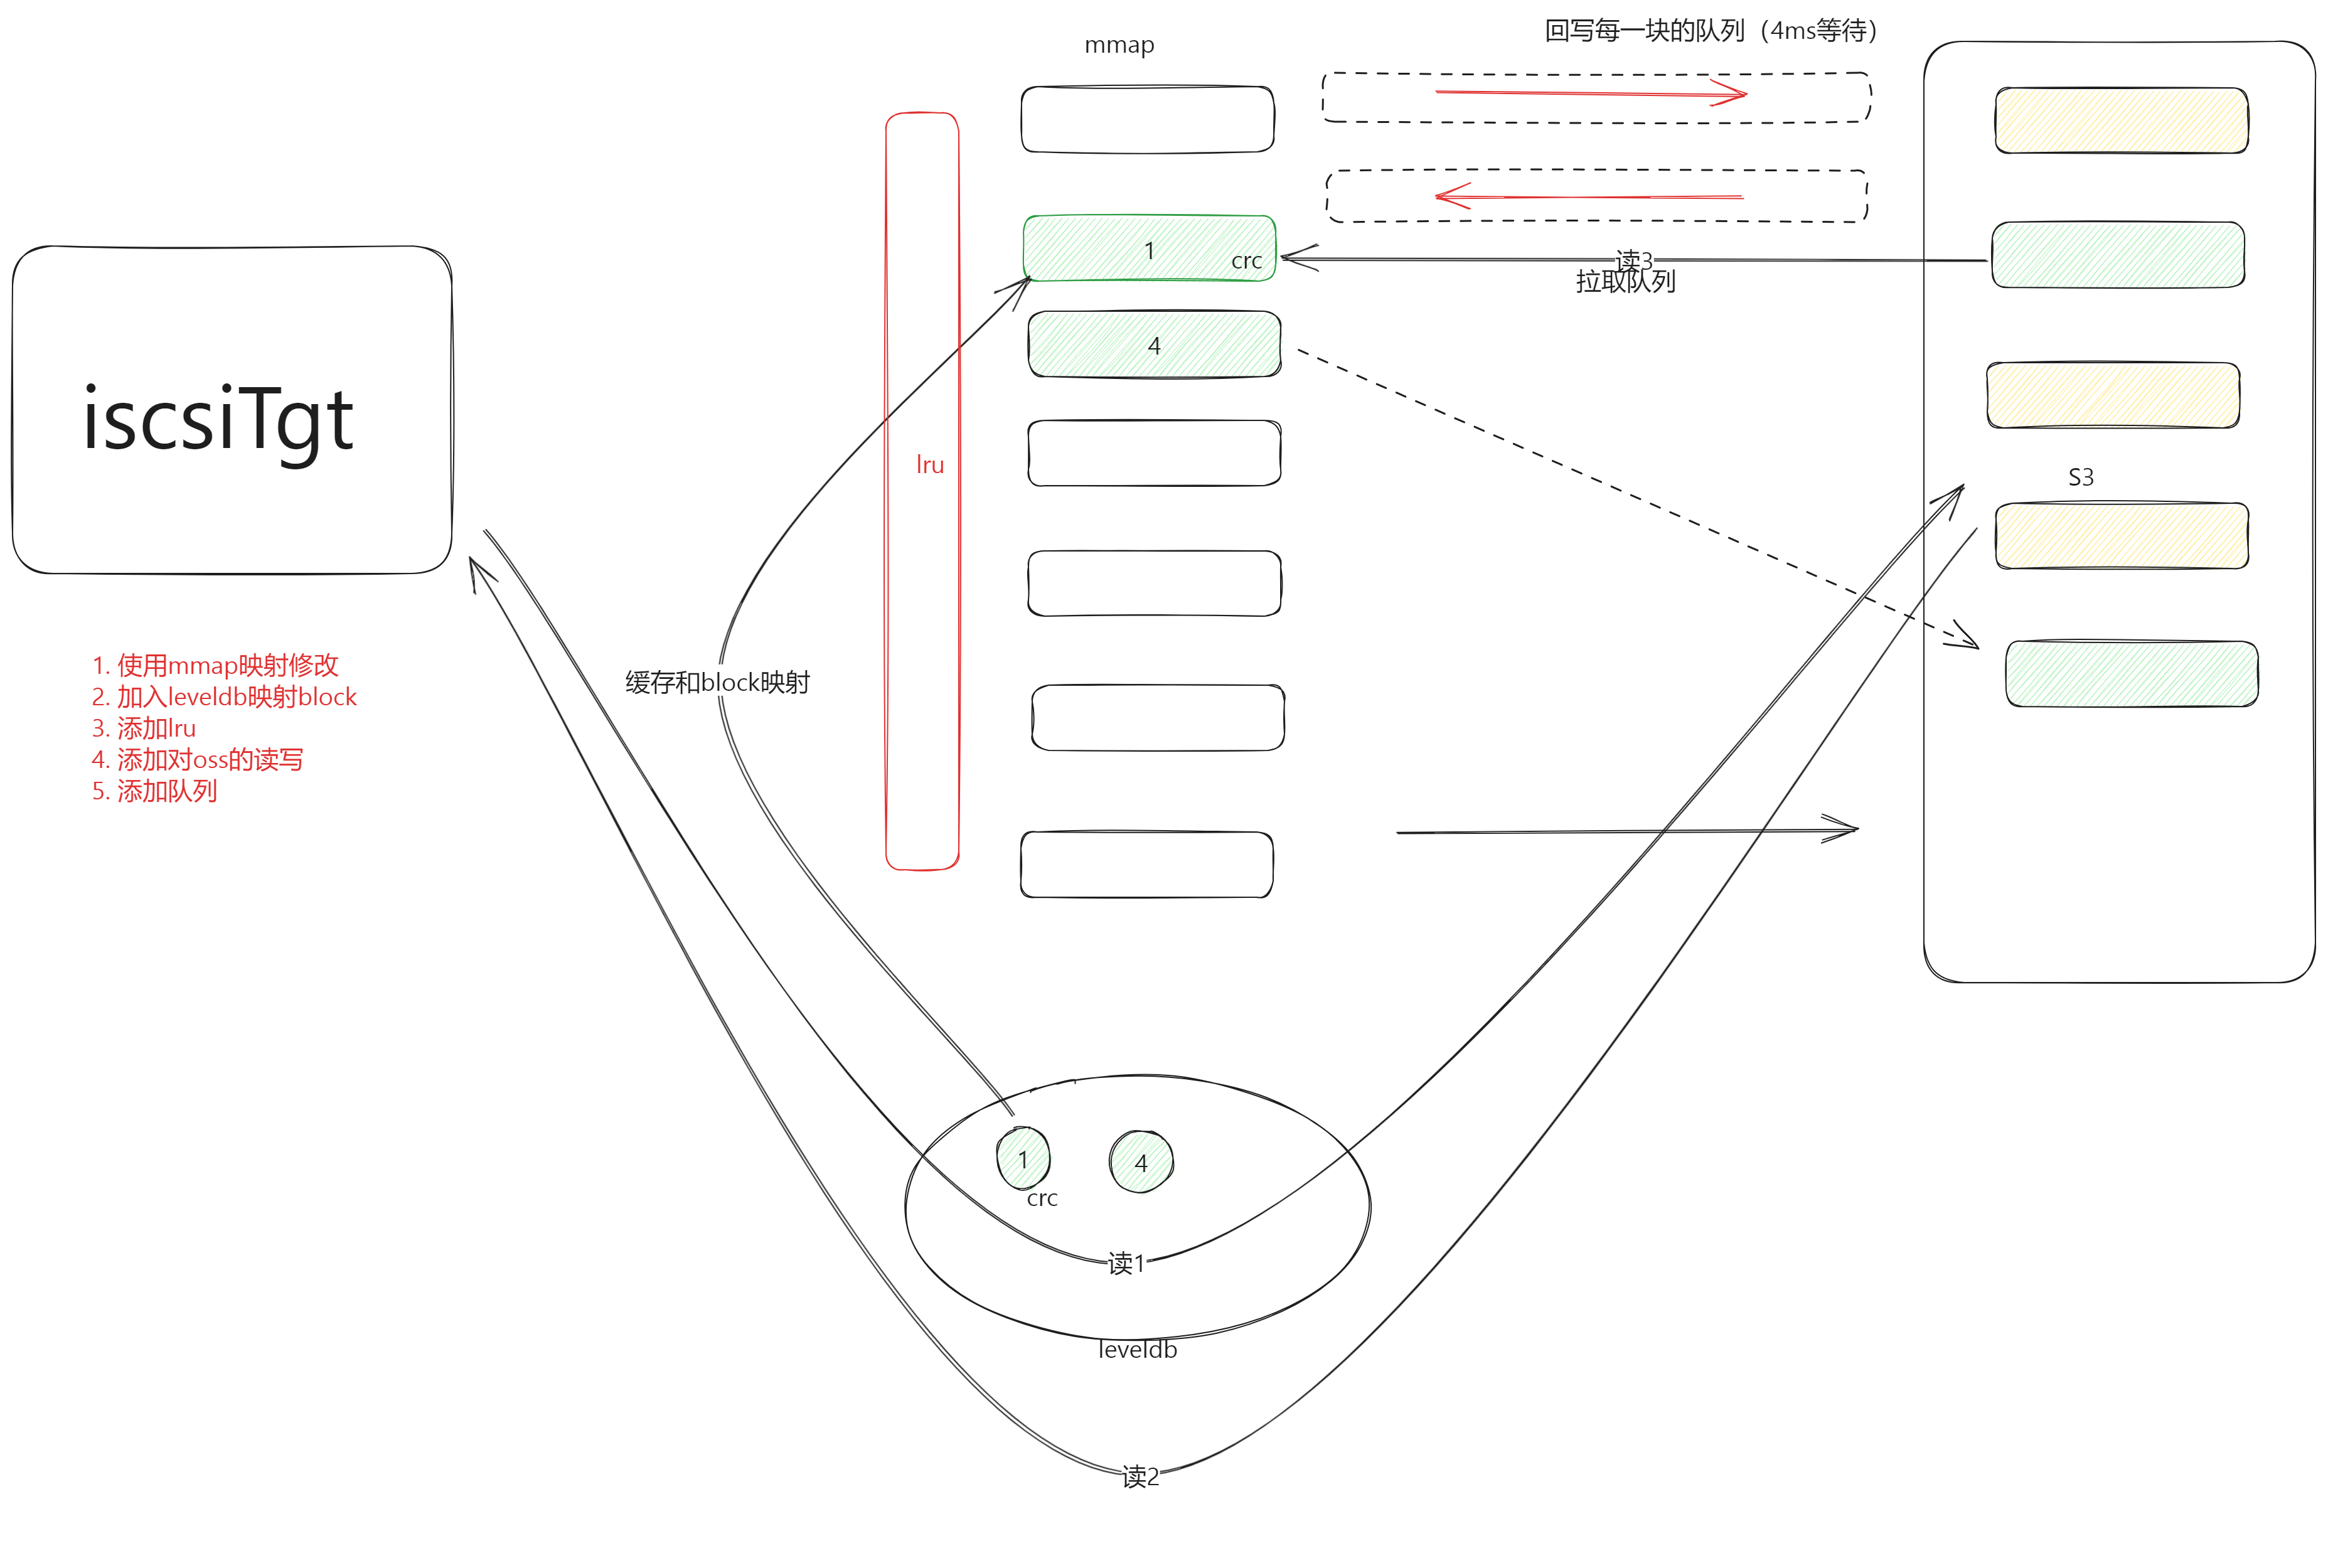 回写每一块的队列（4ms等待）
mmap
1
crc
读3
拉取队列
4
iscsiTgt
lru
S3
1. 使用mmap映射修改
2. 加入leveldb映射block
3. 添加lru
4. 添加对oss的读写
5. 添加队列
缓存和block映射
1
4
crc
读1
leveldb
读2